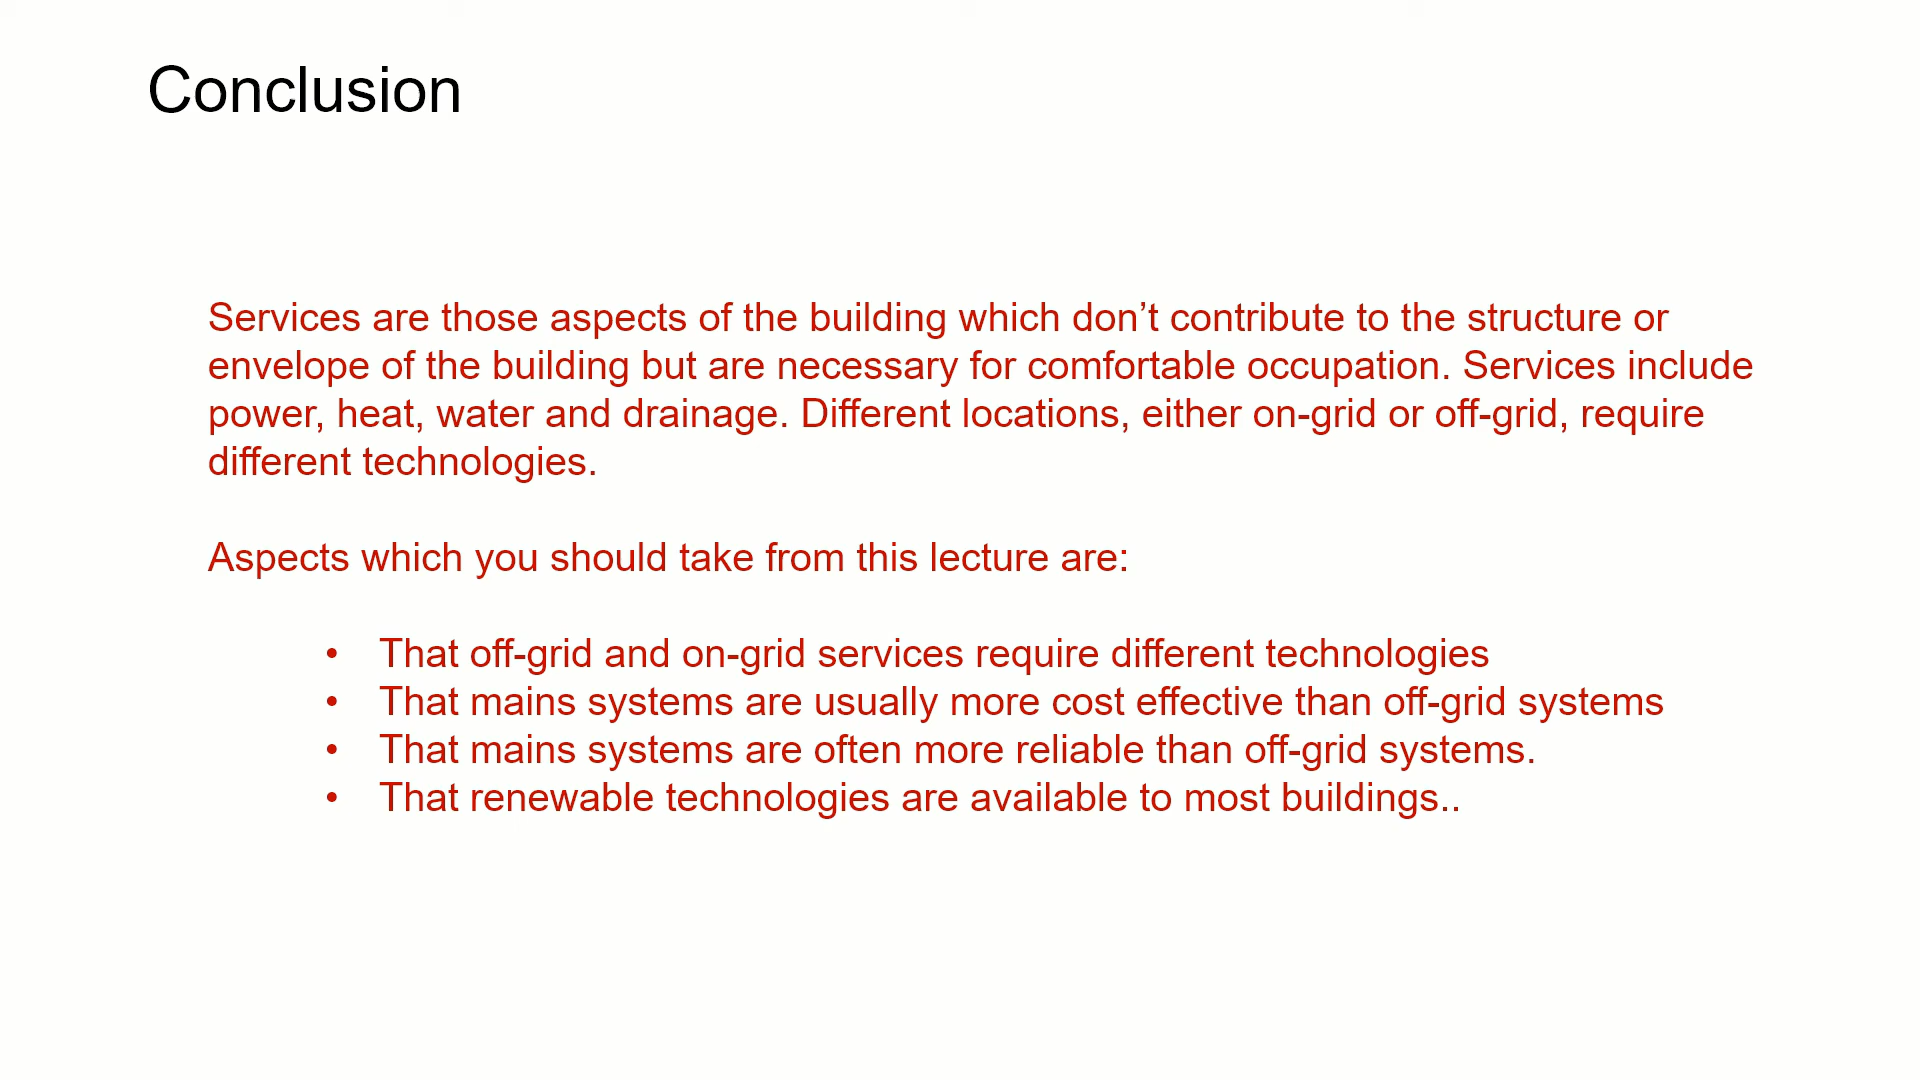 Conclusion
Services are those aspects of the building which don’t contribute to the structure or
envelope of the building but are necessary for comfortable occupation. Services include
power, heat, water and drainage. Different locations, either on-grid or off-grid, require
different technologies.
Aspects which you should take from this lecture are:
• That off-grid and on-grid services require different technologies
• That mains systems are usually more cost effective than off-grid systems
• That mains systems are often more reliable than off-grid systems.
• That renewable technologies are available to most buildings..